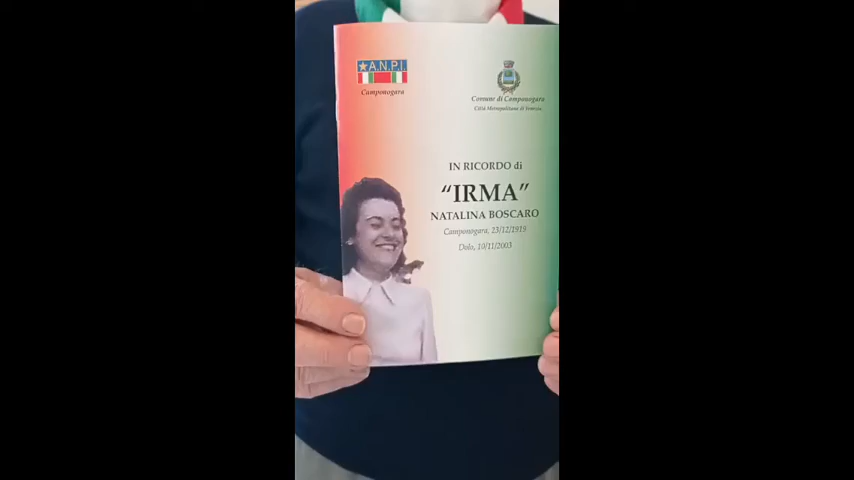 A.N.P.I.
Camponogara
Comune di Camponogara
Città Metropolitana di Venezia
IN RICORDO di
“IRMA”
NATALINA BOSCARO
Camponogara, 23/12/1919
Dolo, 10/11/2003